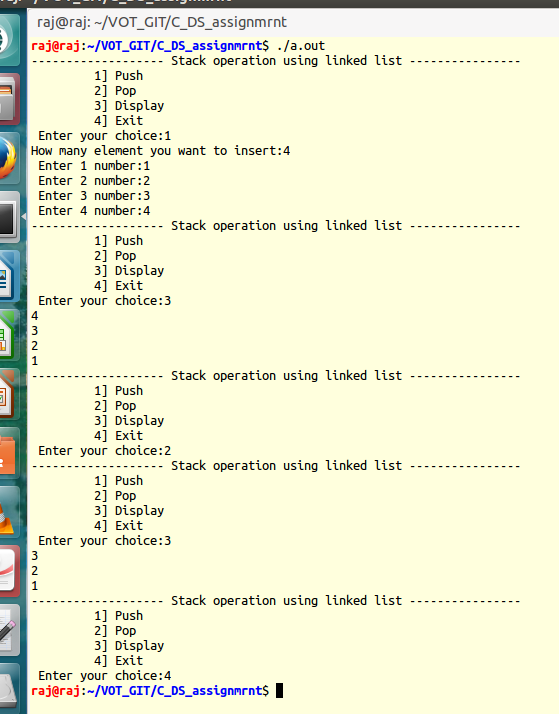 raj@raj: ~/VOT_GIT/C_DS_assignmrnt
raj@raj:~/VOT_GIT/C_DS_assignmrnt$ ./a.out
------------------ Stack operation using linked list ---------------
1] Push
2] Pop
3] Display
4] Exit
Enter your choice:1
How many element you want to insert:4
Enter 1 number:1
Enter 2 number:2
Enter 3 number:3
Enter 4 number:4
------------------ Stack operation using linked list ---------------
1] Push
2] Pop
3] Display
4] Exit
Enter your choice:3
4
3
2
1
------------------ Stack operation using linked list ---------------
1] Push
2] Pop
3] Display
4] Exit
Enter your choice:2
------------------ Stack operation using linked list ---------------
1] Push
2] Pop
3] Display
4] Exit
Enter your choice:3
3
2
1
------------------ Stack operation using linked list ---------------
1] Push
2] Pop
3] Display
4] Exit
Enter your choice:4
raj@raj:~/VOT_GIT/C_DS_assignmrnt$